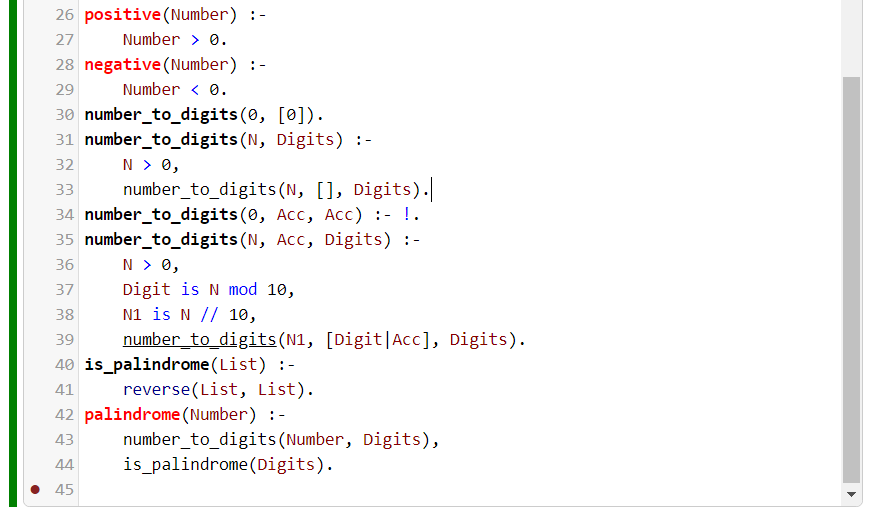 26 positive(Number) :-
27     Number > 0.
28 negative(Number) :-
29     Number < 0.
30 number_to_digits(0, [0]).
31 number_to_digits(N, Digits) :-
32     N > 0,
33     number_to_digits(N, [], Digits).
34 number_to_digits(0, Acc, Acc) :- !.
35 number_to_digits(N, Acc, Digits) :-
36     N > 0,
37     Digit is N mod 10,
38     N1 is N // 10,
39     number_to_digits(N1, [Digit|Acc], Digits).
40 is_palindrome(List) :-
41     reverse(List, List).
42 palindrome(Number) :-
43     number_to_digits(Number, Digits),
44     is_palindrome(Digits).
45